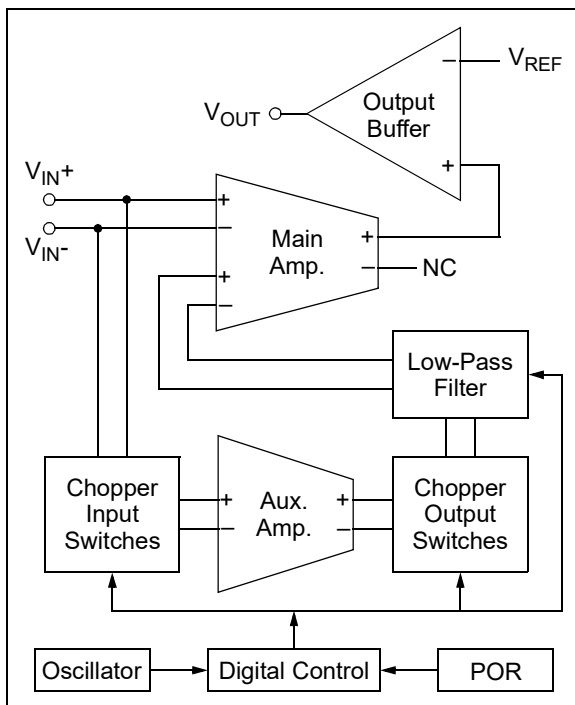 V_REF
Output
Buffer
V_OUT
−
+
V_IN+
V_IN-
+
−
+
−
Main
Amp.
+
−
NC
Low-Pass
Filter
Chopper
Input
Switches
+
−
Aux.
Amp.
+
−
Chopper
Output
Switches
Oscillator
Digital Control
POR